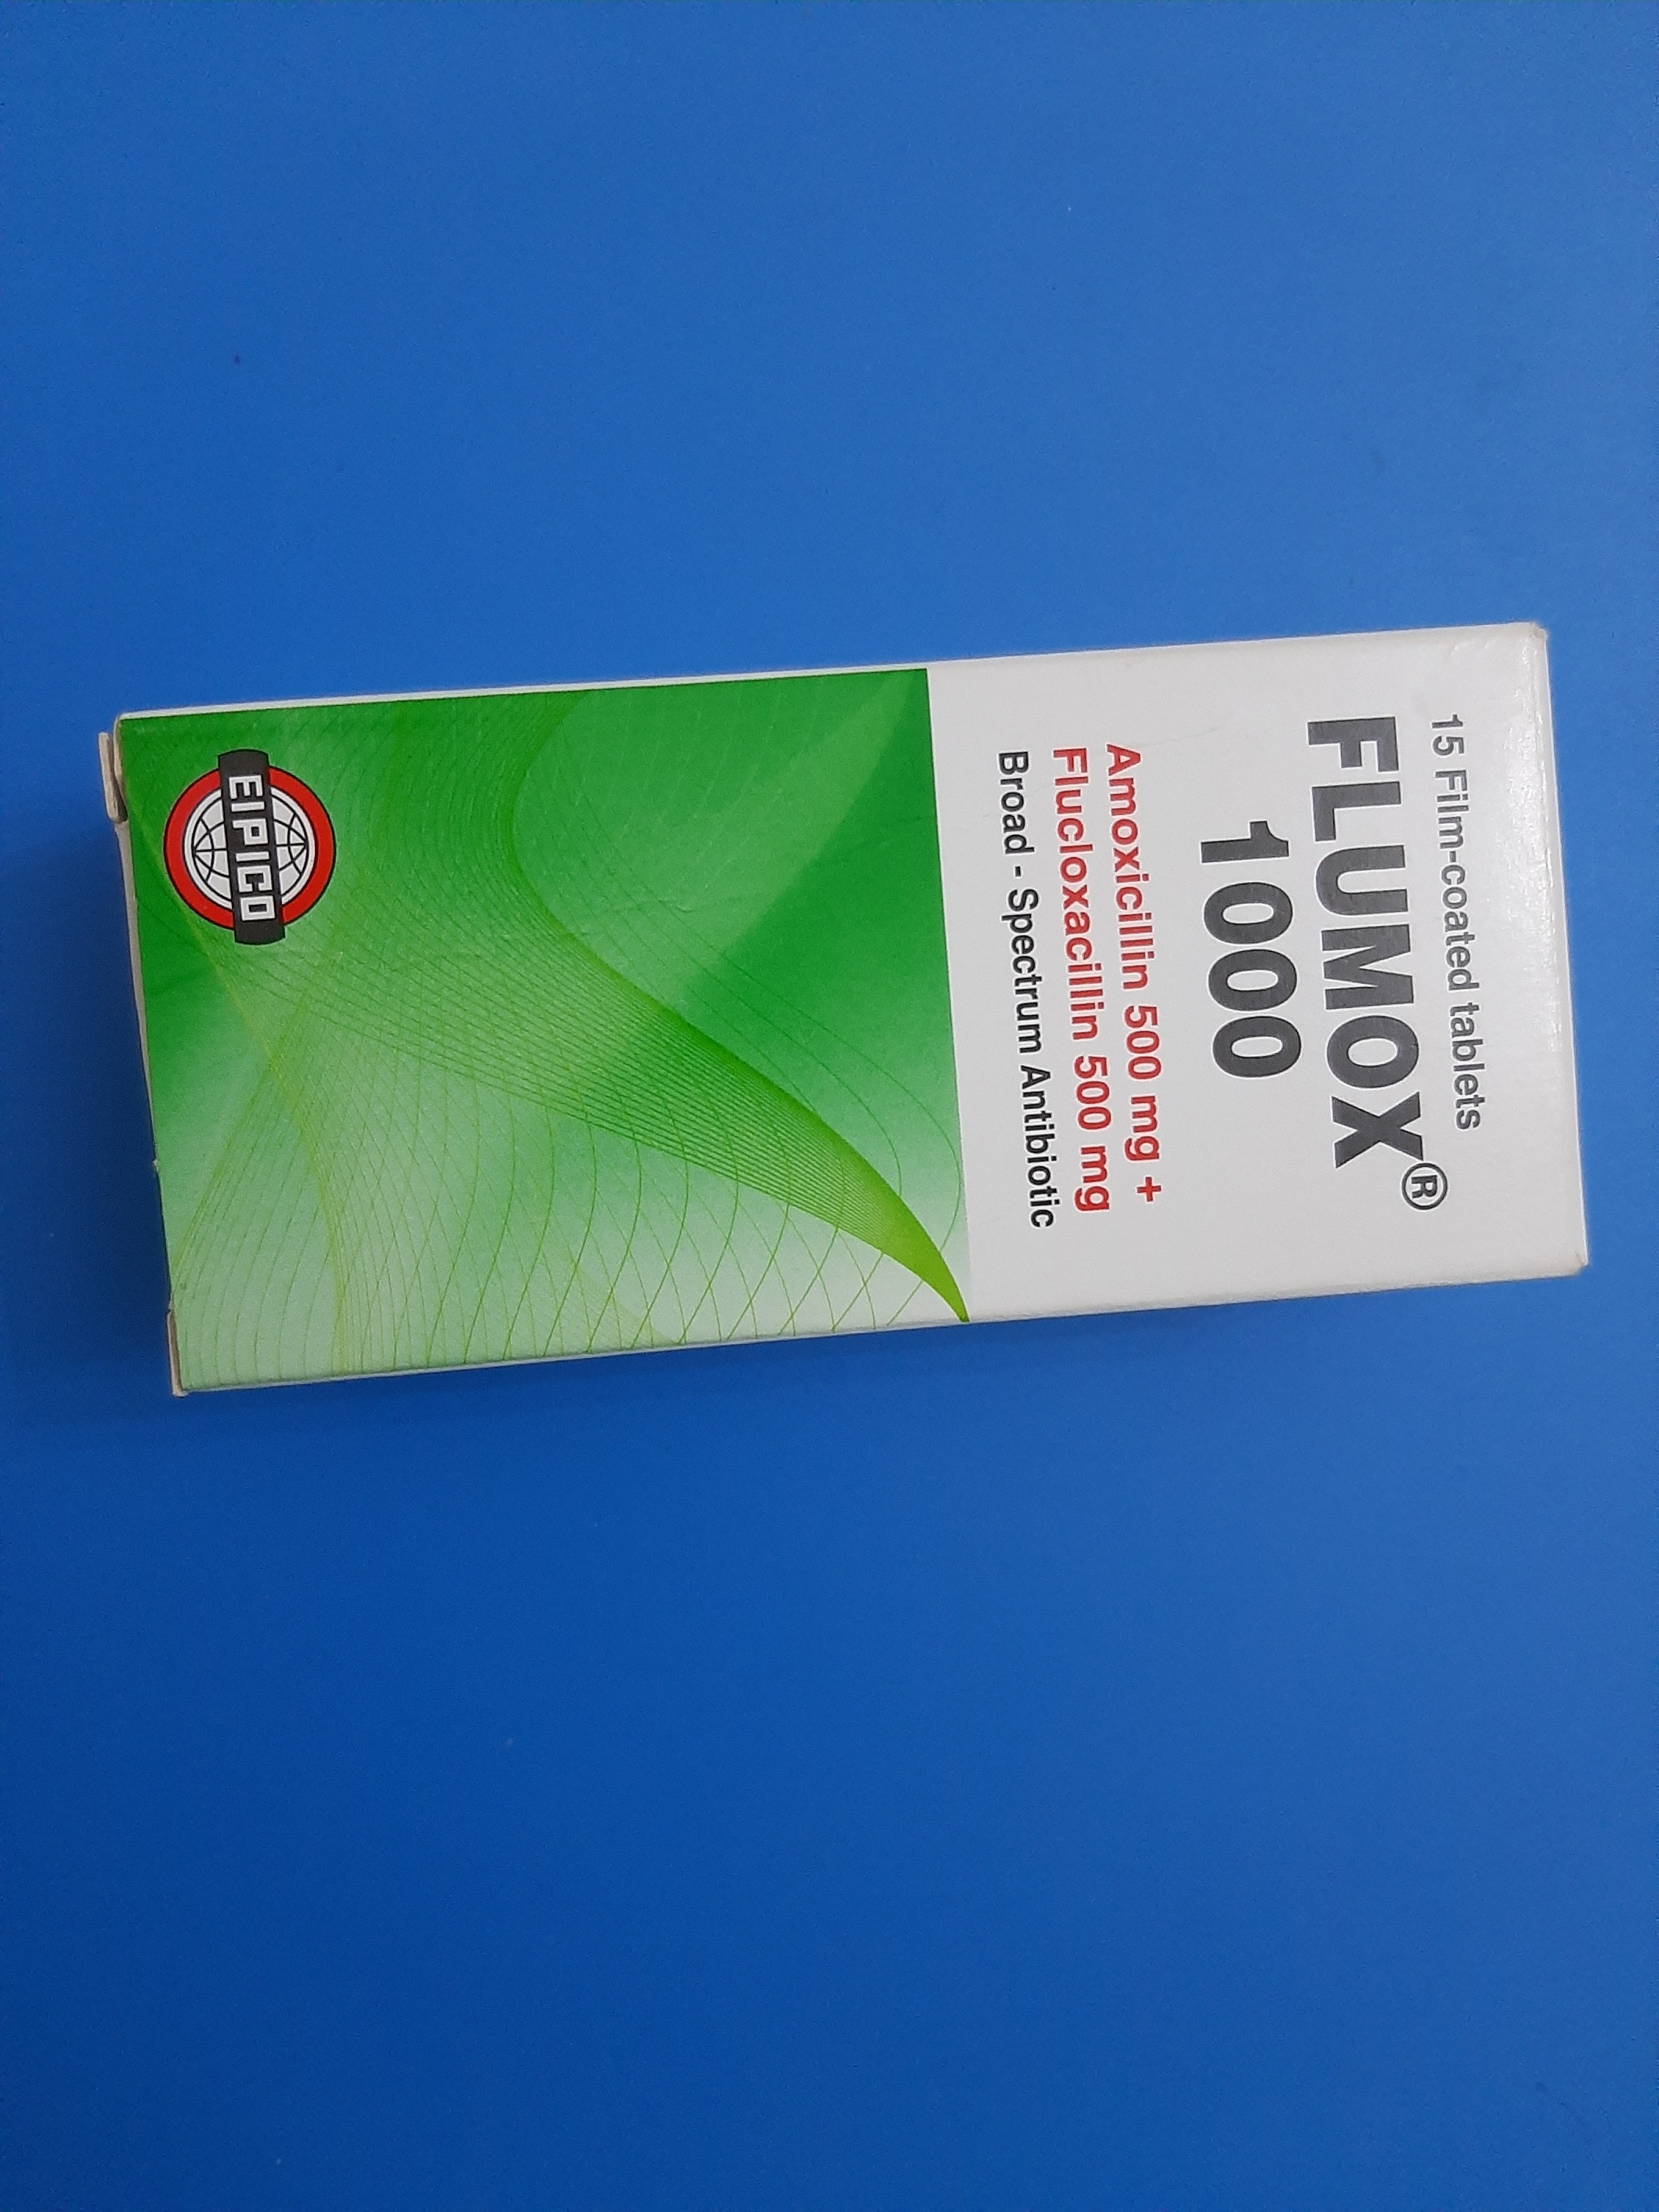 15 Film-coated tablets
FLUMOX®
1000
Amoxicillin 500 mg +
Flucloxacillin 500 mg
Broad - Spectrum Antibiotic
EIPICO